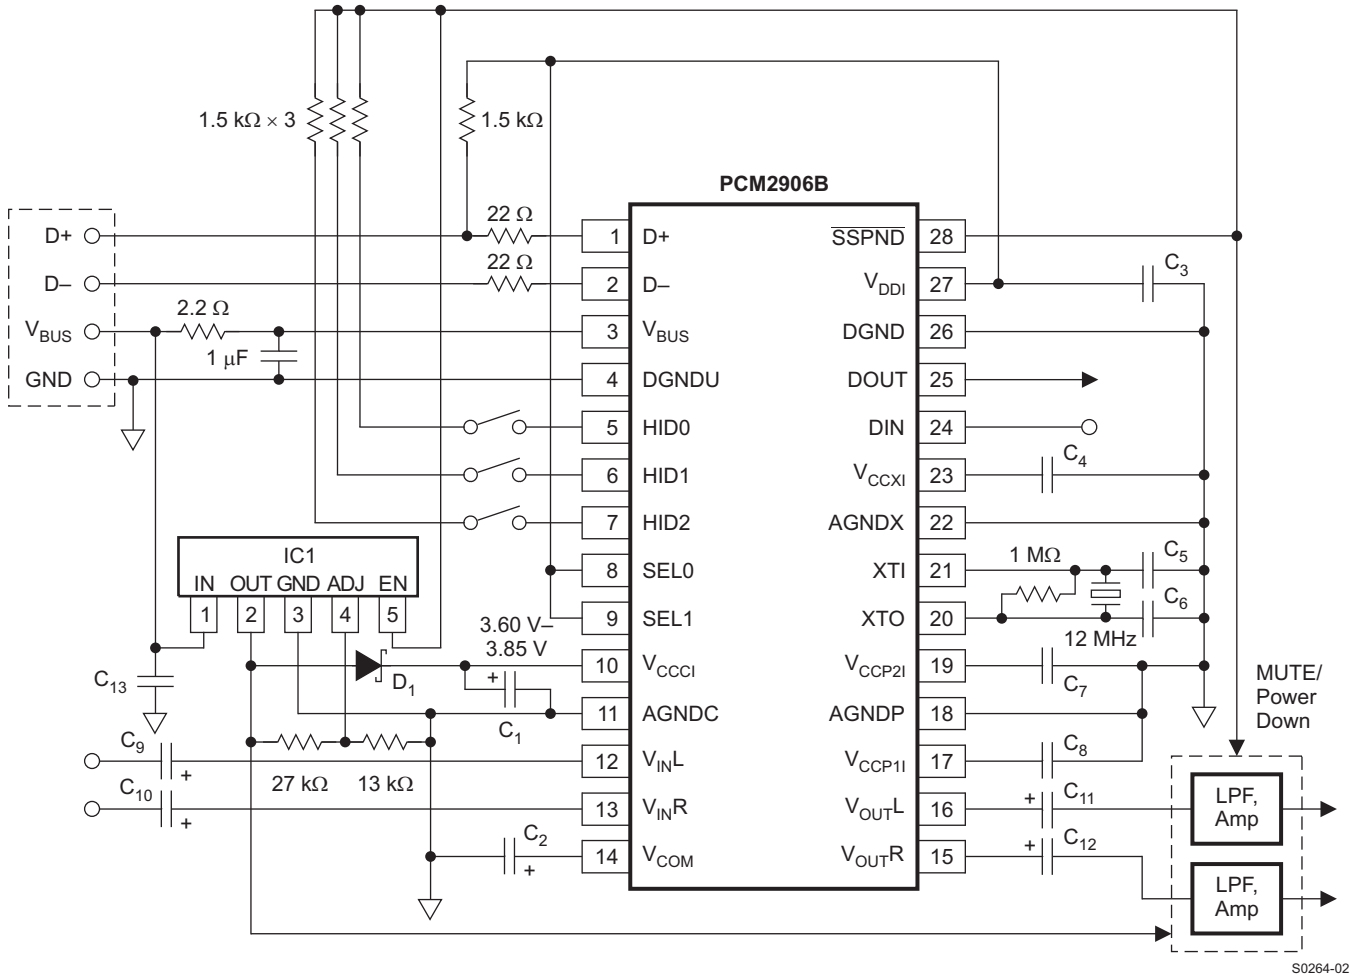 1.5 kΩ × 3
1.5 kΩ
PCM2906B
D+
D–
V_BUS
GND
22 Ω
22 Ω
2.2 Ω
1 μF
1 D+
2 D–
3 V_BUS
4 DGNDU
5 HID0
6 HID1
7 HID2
8 SEL0
9 SEL1
10 V_CCCI
11 AGNDC
12 V_INL
13 V_INR
14 V_COM
SSPND 28
V_DDI 27
DGND 26
DOUT 25
DIN 24
V_CCXI 23
AGNDX 22
XTI 21
XTO 20
V_CCP2I 19
AGNDP 18
V_CCP1I 17
V_OUTL 16
V_OUTR 15
C_3
C_4
1 MΩ
C_5
C_6
12 MHz
C_7
C_8
+ C_11
+ C_12
IC1
IN OUT GND ADJ EN
1 2 3 4 5
3.60 V–
3.85 V
D_1
+
C_1
C_13
C_9
+
C_10
+
27 kΩ 13 kΩ
C_2
+
MUTE/
Power
Down
LPF,
Amp
LPF,
Amp
S0264-02